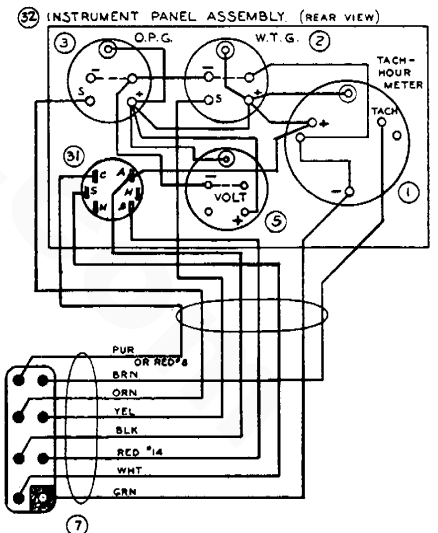 32 INSTRUMENT PANEL ASSEMBLY. (REAR VIEW)
3 O.P.G. W.T.G. 2
TACH-
HOUR
METER
- + - +
S + S +
TACH
-
1
31
C A
S H
M B
- VOLT +
5
PUR
OR RED #8
BRN
ORN
YEL
BLK
RED #14
WHT
GRN
7